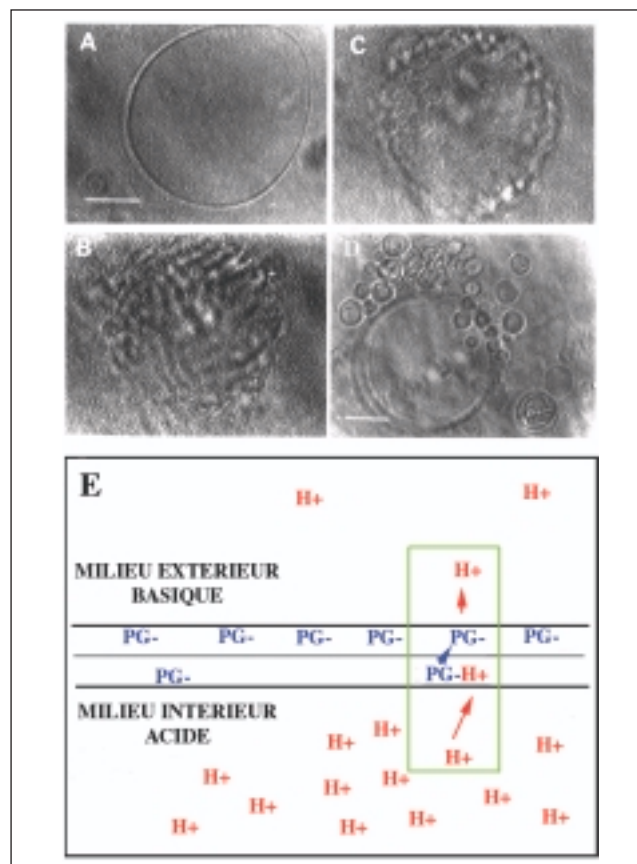 A
C
B
D
E
H+ H+
MILIEU EXTERIEUR
BASIQUE
H+
PG- PG- PG- PG- PG- PG-
PG- PG-H+
MILIEU INTERIEUR
ACIDE
H+
H+ H+
H+
H+ H+
H+ H+
H+ H+
H+ H+ H+
H+